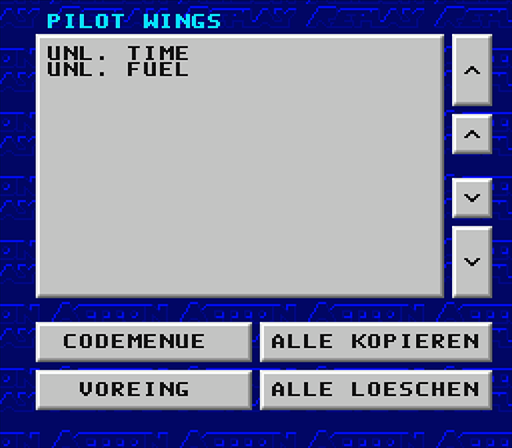 PILOT WINGS
UNL. TIME
UNL. FUEL
CODEMENUE
ALLE KOPIEREN
VOREING
ALLE LOESCHEN